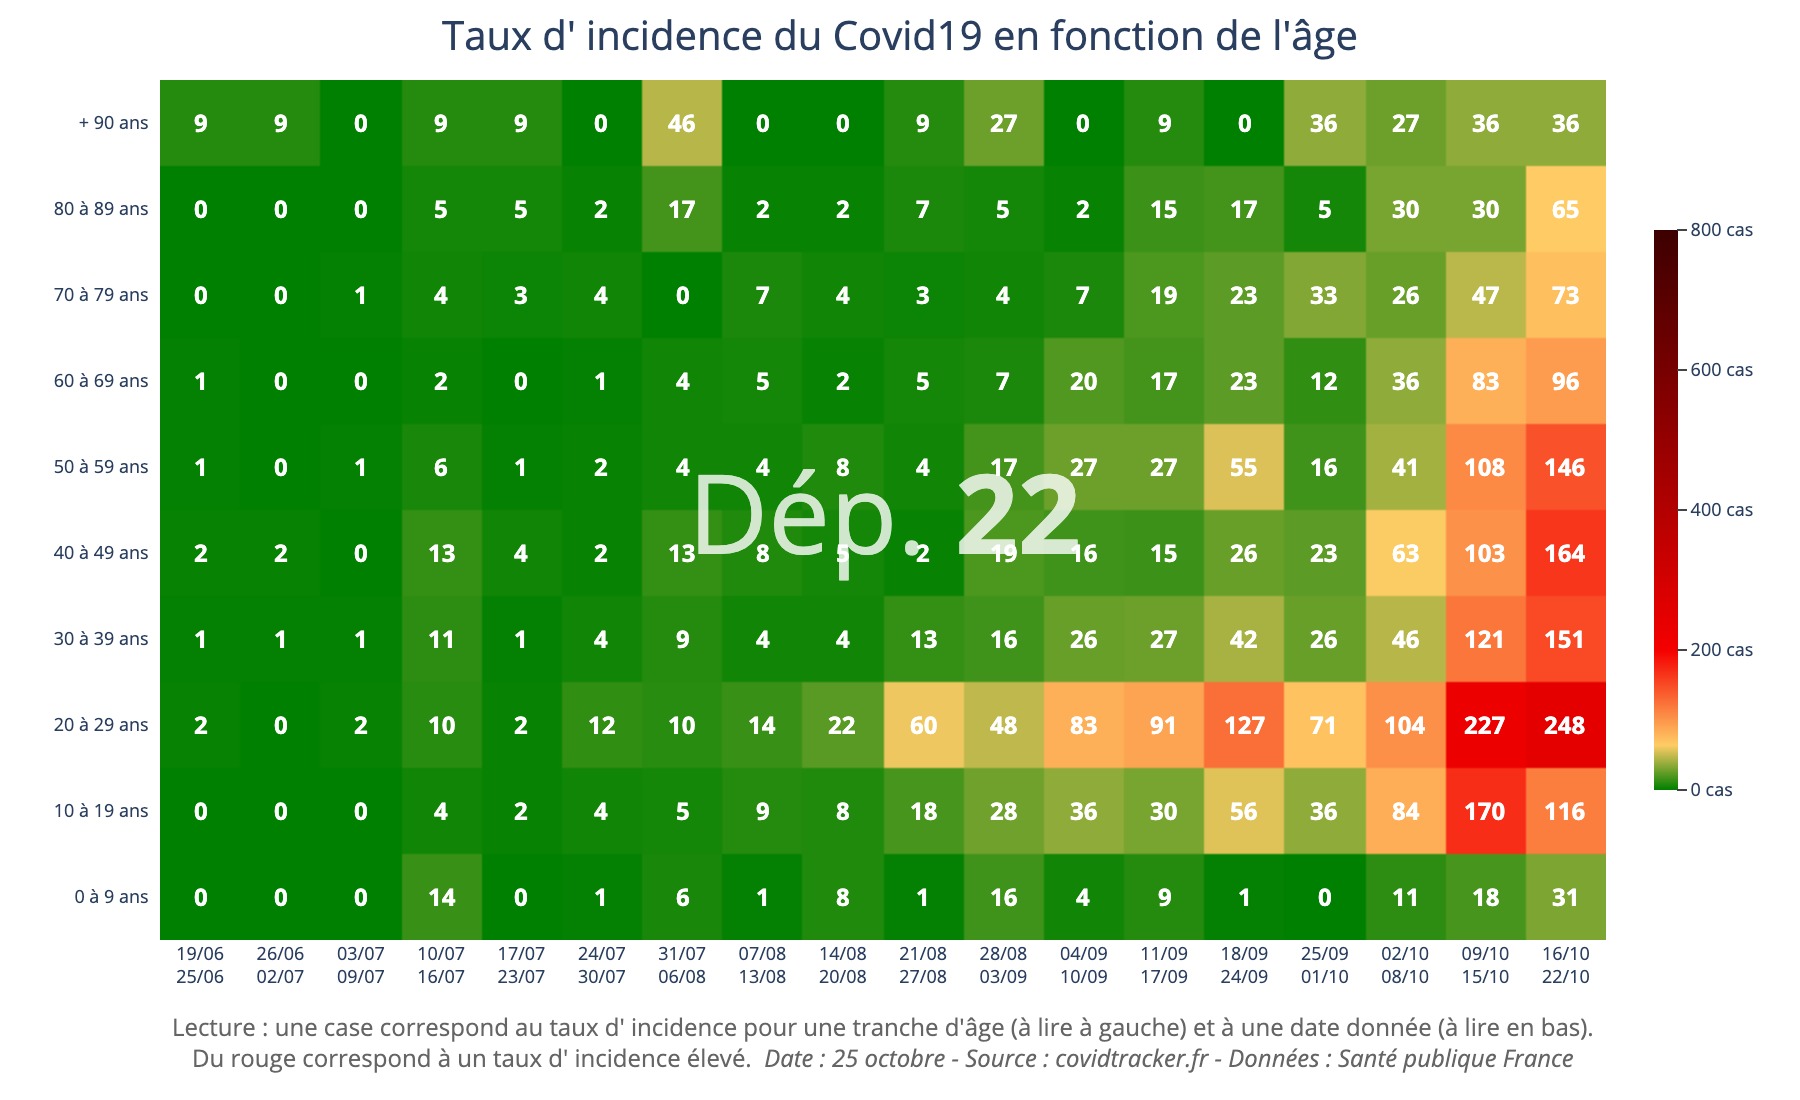 Taux d' incidence du Covid19 en fonction de l'âge
+ 90 ans 9 9 0 9 9 0 46 0 0 9 27 0 9 0 36 27 36 36
80 à 89 ans 0 0 0 5 5 2 17 2 2 7 5 2 15 17 5 30 30 65
800 cas
70 à 79 ans 0 0 1 4 3 4 0 7 4 3 4 7 19 23 33 26 47 73
60 à 69 ans 1 0 0 2 0 1 4 5 2 5 7 20 17 23 12 36 83 96
600 cas
50 à 59 ans 1 0 1 6 1 2 4 4 8 4 17 27 27 55 16 41 108 146
400 cas
Dép. 22
40 à 49 ans 2 2 0 13 4 2 13 8 5 2 19 16 15 26 23 63 103 164
30 à 39 ans 1 1 1 11 1 4 9 4 4 13 16 26 27 42 26 46 121 151
200 cas
20 à 29 ans 2 0 2 10 2 12 10 14 22 60 48 83 91 127 71 104 227 248
0 cas
10 à 19 ans 0 0 0 4 2 4 5 9 8 18 28 36 30 56 36 84 170 116
0 à 9 ans 0 0 0 14 0 1 6 1 8 1 16 4 9 1 0 11 18 31
19/06 26/06 03/07 10/07 17/07 24/07 31/07 07/08 14/08 21/08 28/08 04/09 11/09 18/09 25/09 02/10 09/10 16/10
25/06 02/07 09/07 16/07 23/07 30/07 06/08 13/08 20/08 27/08 03/09 10/09 17/09 24/09 01/10 08/10 15/10 22/10
Lecture : une case correspond au taux d' incidence pour une tranche d'âge (à lire à gauche) et à une date donnée (à lire en bas).
Du rouge correspond à un taux d' incidence élevé. Date : 25 octobre - Source : covidtracker.fr - Données : Santé publique France